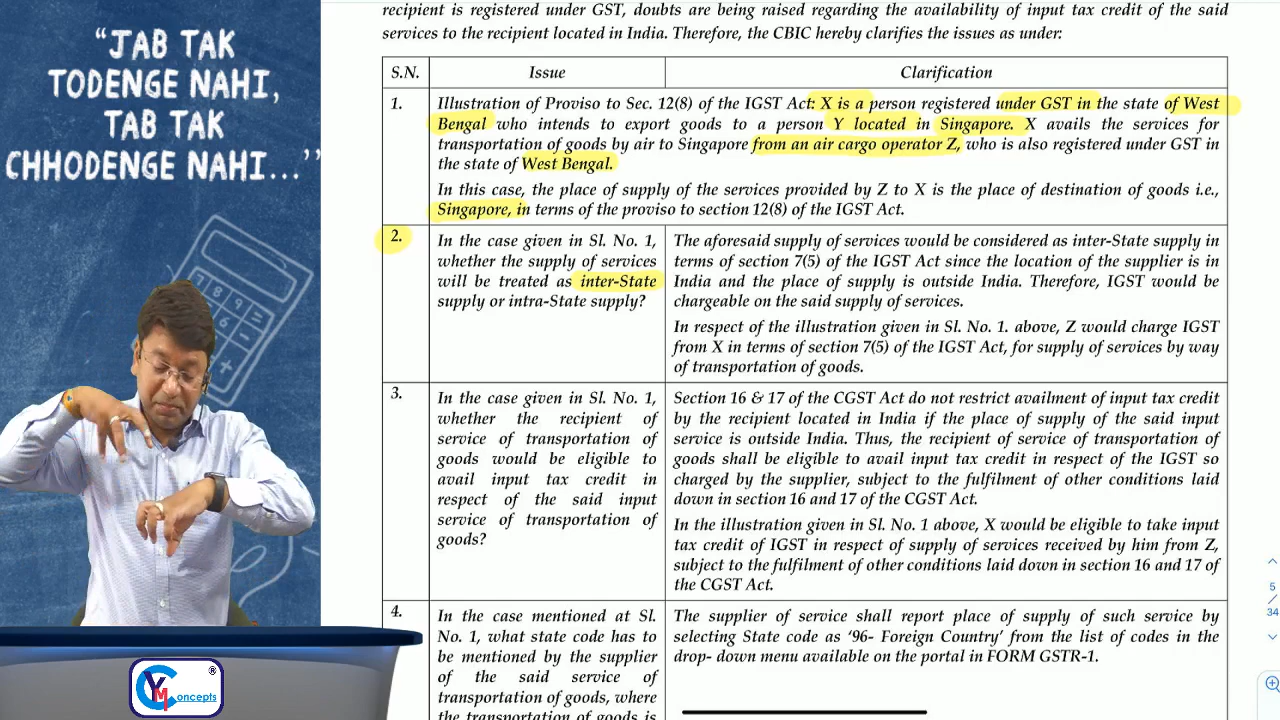 “JAB TAK
TODENGE NAHI,
TAB TAK
CHHODENGE NAHI...’’
recipient is registered under GST, doubts are being raised regarding the availability of input tax credit of the said
services to the recipient located in India. Therefore, the CBIC hereby clarifies the issues as under:
S.N.
Issue
Clarification
1.
Illustration of Proviso to Sec. 12(8) of the IGST Act: X is a person registered under GST in the state of West
Bengal who intends to export goods to a person Y located in Singapore. X avails the services for
transportation of goods by air to Singapore from an air cargo operator Z, who is also registered under GST in
the state of West Bengal.
In this case, the place of supply of the services provided by Z to X is the place of destination of goods i.e.,
Singapore, in terms of the proviso to section 12(8) of the IGST Act.
2.
In the case given in Sl. No. 1,
whether the supply of services
will be treated as inter-State
supply or intra-State supply?
The aforesaid supply of services would be considered as inter-State supply in
terms of section 7(5) of the IGST Act since the location of the supplier is in
India and the place of supply is outside India. Therefore, IGST would be
chargeable on the said supply of services.
In respect of the illustration given in Sl. No. 1. above, Z would charge IGST
from X in terms of section 7(5) of the IGST Act, for supply of services by way
of transportation of goods.
3.
In the case given in Sl. No. 1,
whether the recipient of
service of transportation of
goods would be eligible to
avail input tax credit in
respect of the said input
service of transportation of
goods?
Section 16 & 17 of the CGST Act do not restrict availment of input tax credit
by the recipient located in India if the place of supply of the said input
service is outside India. Thus, the recipient of service of transportation of
goods shall be eligible to avail input tax credit in respect of the IGST so
charged by the supplier, subject to the fulfilment of other conditions laid
down in section 16 and 17 of the CGST Act.
In the illustration given in Sl. No. 1 above, X would be eligible to take input
tax credit of IGST in respect of supply of services received by him from Z,
subject to the fulfilment of other conditions laid down in section 16 and 17 of
the CGST Act.
4.
In the case mentioned at Sl.
No. 1, what state code has to
be mentioned by the supplier
of the said service of
transportation of goods, where
the transportation of goods is
The supplier of service shall report place of supply of such service by
selecting State code as ‘96- Foreign Country’ from the list of codes in the
drop- down menu available on the portal in FORM GSTR-1.
5
/
34
YM Concepts
®